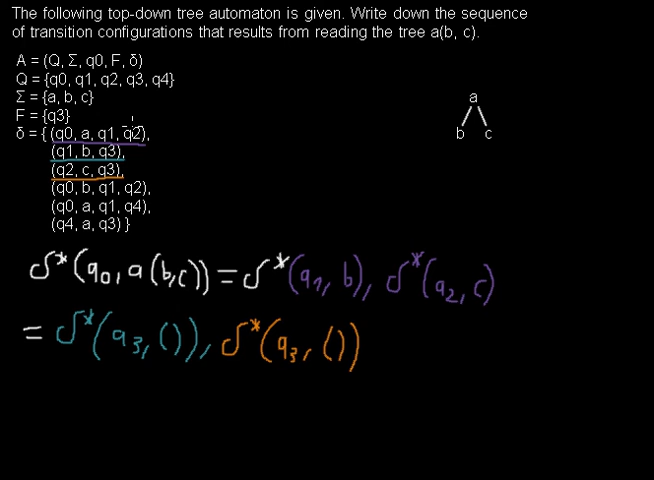 The following top-down tree automaton is given. Write down the sequence
of transition configurations that results from reading the tree a(b, c).
A = (Q, Σ, q0, F, δ)
Q = {q0, q1, q2, q3, q4}
Σ = {a, b, c}
F = {q3}
δ = { (q0, a, q1, q2),
(q1, b, q3),
(q2, c, q3),
(q0, b, q1, q2),
(q0, a, q1, q4),
(q4, a, q3) }
a
b c
δ*(q0, a(b,c)) = δ*(q1, b), δ*(q2, c)
= δ*(q3, ()), δ*(q3, ())